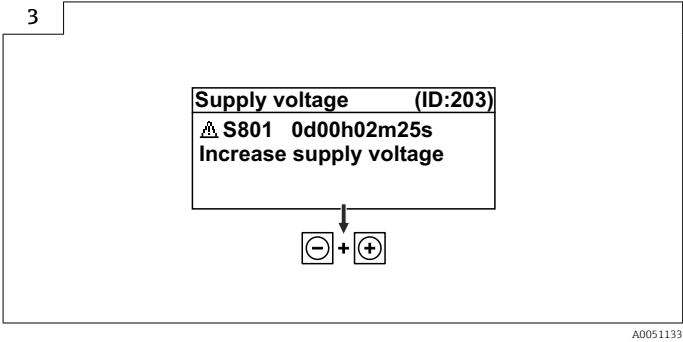 3
Supply voltage (ID:203)
⚠ S801 0d00h02m25s
Increase supply voltage
- + +
A0051133